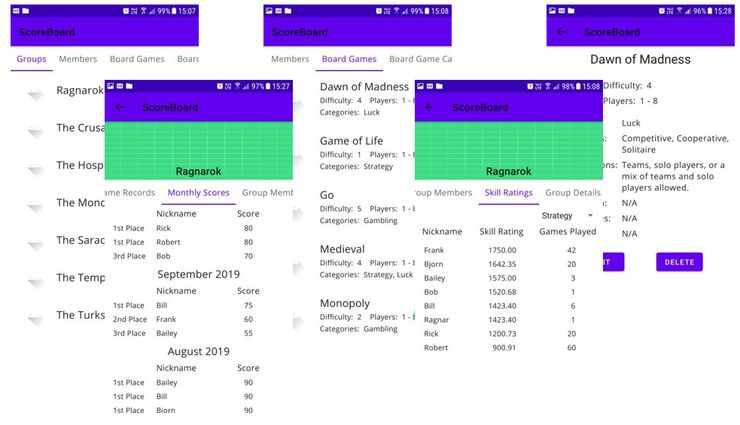 15:07
99%
ScoreBoard
Groups Members Board Games Boar
Ragnarok
The Crusa
The Hosp
The Mon
The Sarac
The Temp
The Turks
97% 15:27
ScoreBoard
Ragnarok
ame Records Monthly Scores Group Memb
Nickname Score
1st Place Rick 80
1st Place Robert 80
3rd Place Bob 70
September 2019
Nickname Score
1st Place Bill 75
2nd Place Frank 60
3rd Place Bailey 55
August 2019
Nickname Score
1st Place Bailey 90
1st Place Bill 90
1st Place Bjorn 90
99% 15:08
ScoreBoard
Members Board Games Board Game Ca
Dawn of Madness
Difficulty: 4 Players: 1 - 8
Categories: Luck
Game of Life
Difficulty: 1 Players: 1 -
Categories: Strategy
Go
Difficulty: 5 Players: 1 -
Categories: Gambling
Medieval
Difficulty: 4 Players: 1 -
Categories: Strategy, Luck
Monopoly
Difficulty: 2 Players: 1 - 8
Categories: Gambling
98% 15:08
ScoreBoard
Ragnarok
oup Members Skill Ratings Group Details
Strategy
Nickname Skill Rating Games Played
Frank 1750.00 42
Bjorn 1642.35 20
Bailey 1575.00 3
Bob 1520.68 1
Bill 1423.40 6
Ragnar 1423.40 1
Rick 1200.73 20
Robert 900.91 60
96% 15:28
ScoreBoard
Dawn of Madness
Difficulty: 4
Players: 1 - 8
Luck
s: Competitive, Cooperative,
Solitaire
ons: Teams, solo players, or a
mix of teams and solo
players allowed.
n: N/A
es: N/A
N/A
IT DELETE